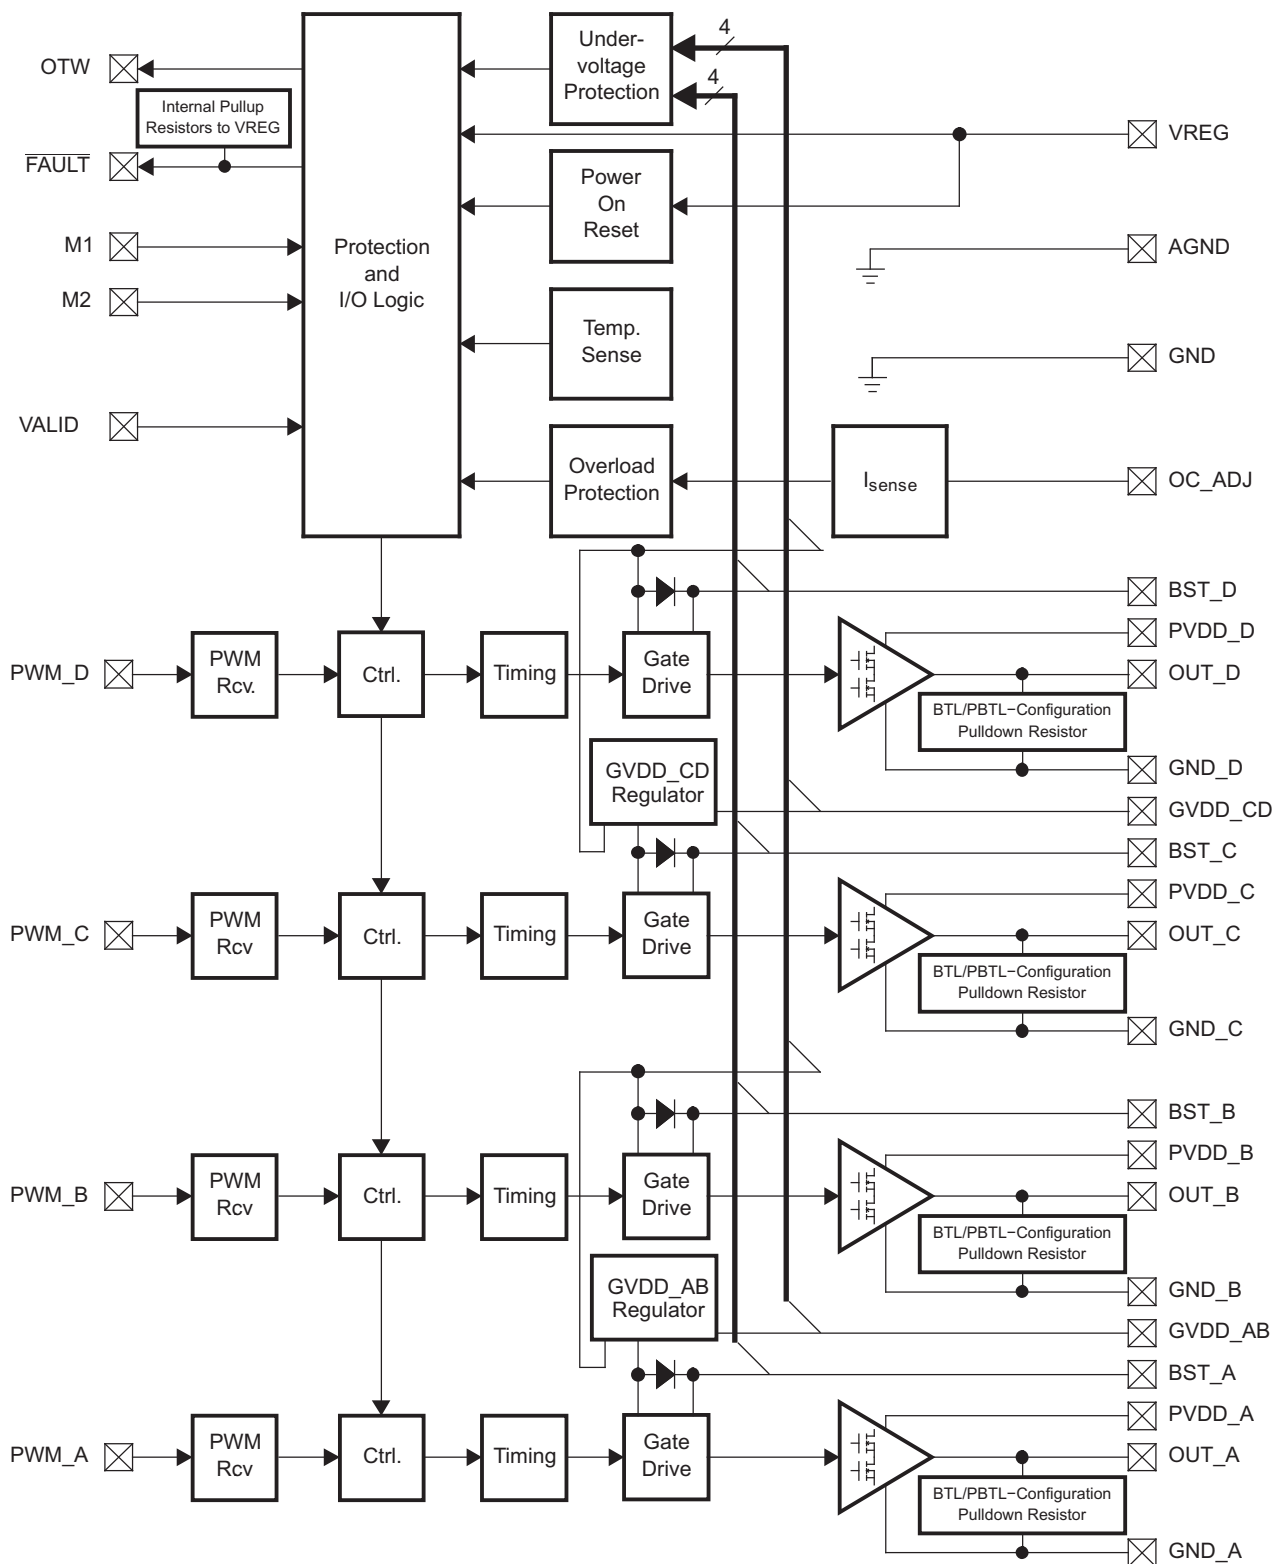 4
Under-
voltage
Protection
4
OTW
Internal Pullup
Resistors to VREG
VREG
FAULT
Power
On
Reset
M1
Protection
and
I/O Logic
AGND
M2
Temp.
Sense
GND
VALID
Overload
Protection
Isense
OC_ADJ
BST_D
PVDD_D
PWM_D
PWM
Rcv.
Ctrl.
Timing
Gate
Drive
OUT_D
BTL/PBTL−Configuration
Pulldown Resistor
GND_D
GVDD_CD
Regulator
GVDD_CD
BST_C
PVDD_C
PWM_C
PWM
Rcv
Ctrl.
Timing
Gate
Drive
OUT_C
BTL/PBTL−Configuration
Pulldown Resistor
GND_C
BST_B
PVDD_B
PWM_B
PWM
Rcv
Ctrl.
Timing
Gate
Drive
OUT_B
BTL/PBTL−Configuration
Pulldown Resistor
GND_B
GVDD_AB
Regulator
GVDD_AB
BST_A
PVDD_A
PWM_A
PWM
Rcv
Ctrl.
Timing
Gate
Drive
OUT_A
BTL/PBTL−Configuration
Pulldown Resistor
GND_A